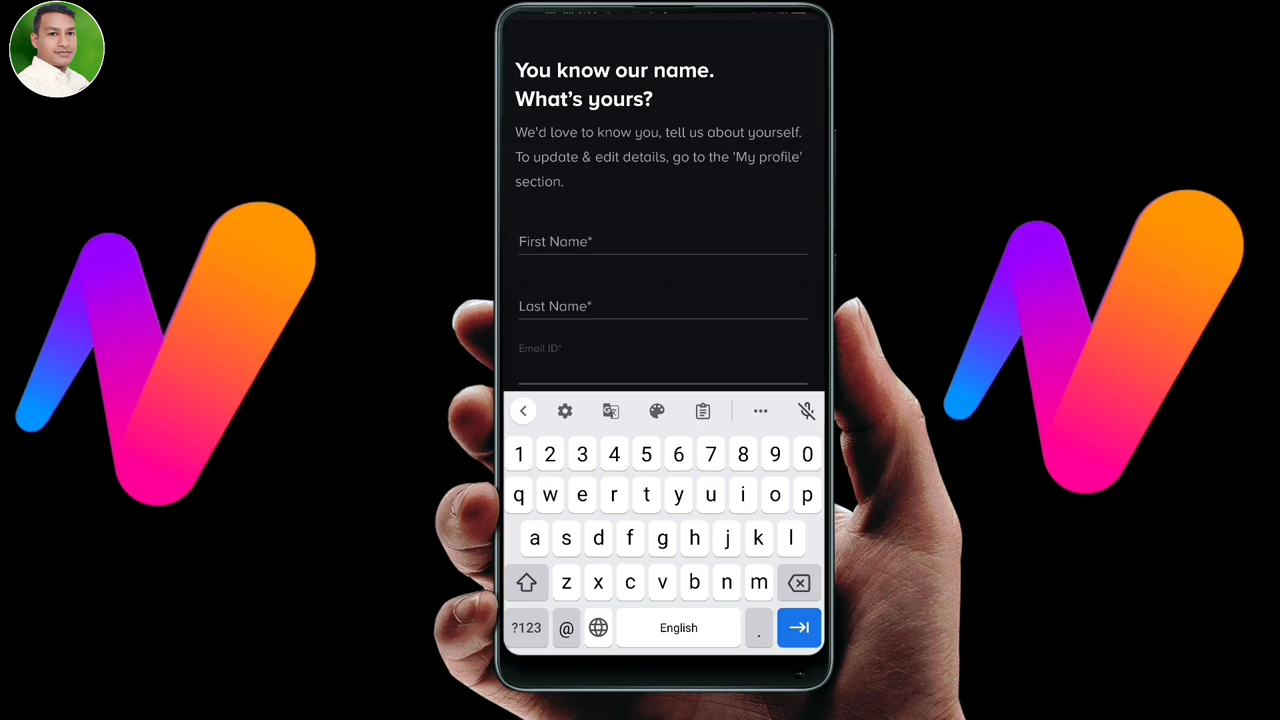 You know our name.
What's yours?
We'd love to know you, tell us about yourself.
To update & edit details, go to the 'My profile'
section.
First Name*
Last Name*
Email ID*
1 2 3 4 5 6 7 8 9 0
q w e r t y u i o p
a s d f g h j k l
z x c v b n m
?123 @ English .